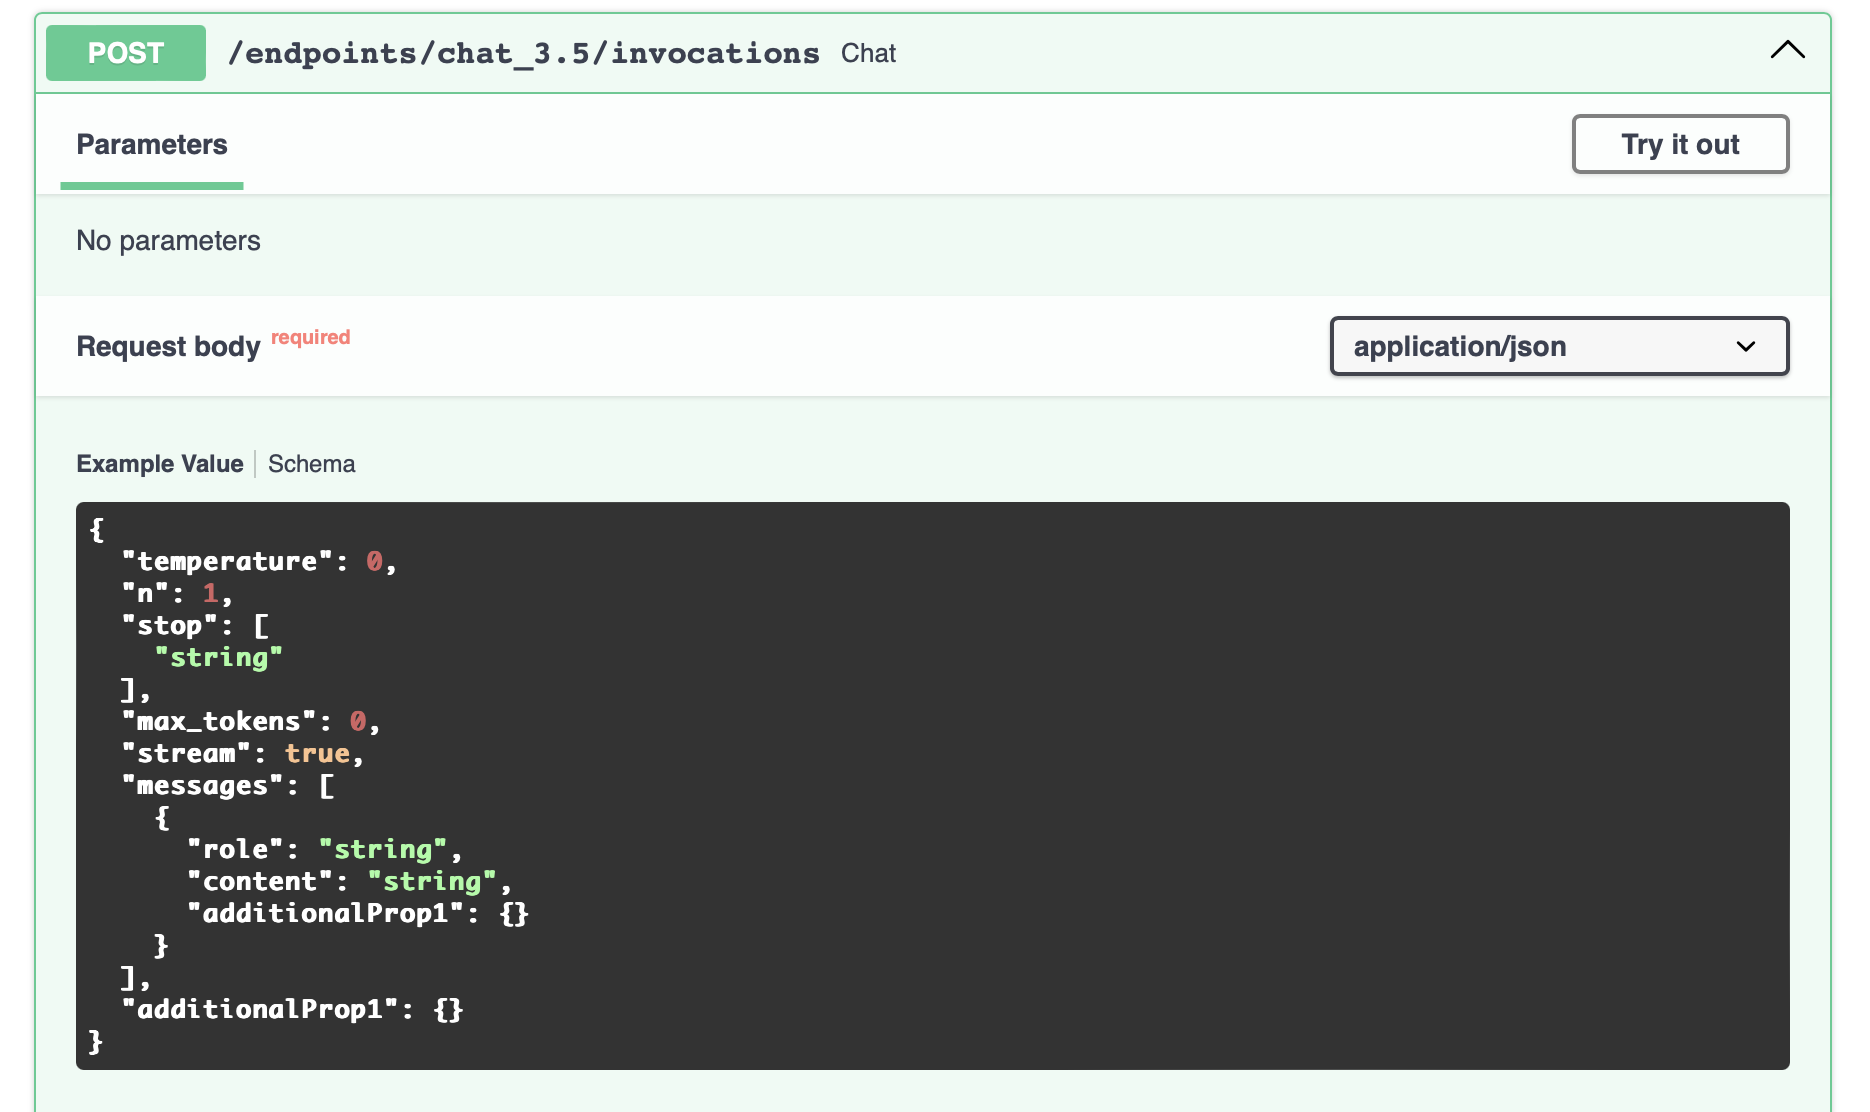 POST /endpoints/chat_3.5/invocations Chat
Parameters
Try it out
No parameters
Request body required
application/json
Example Value Schema
{
  "temperature": 0,
  "n": 1,
  "stop": [
    "string"
  ],
  "max_tokens": 0,
  "stream": true,
  "messages": [
    {
      "role": "string",
      "content": "string",
      "additionalProp1": {}
    }
  ],
  "additionalProp1": {}
}